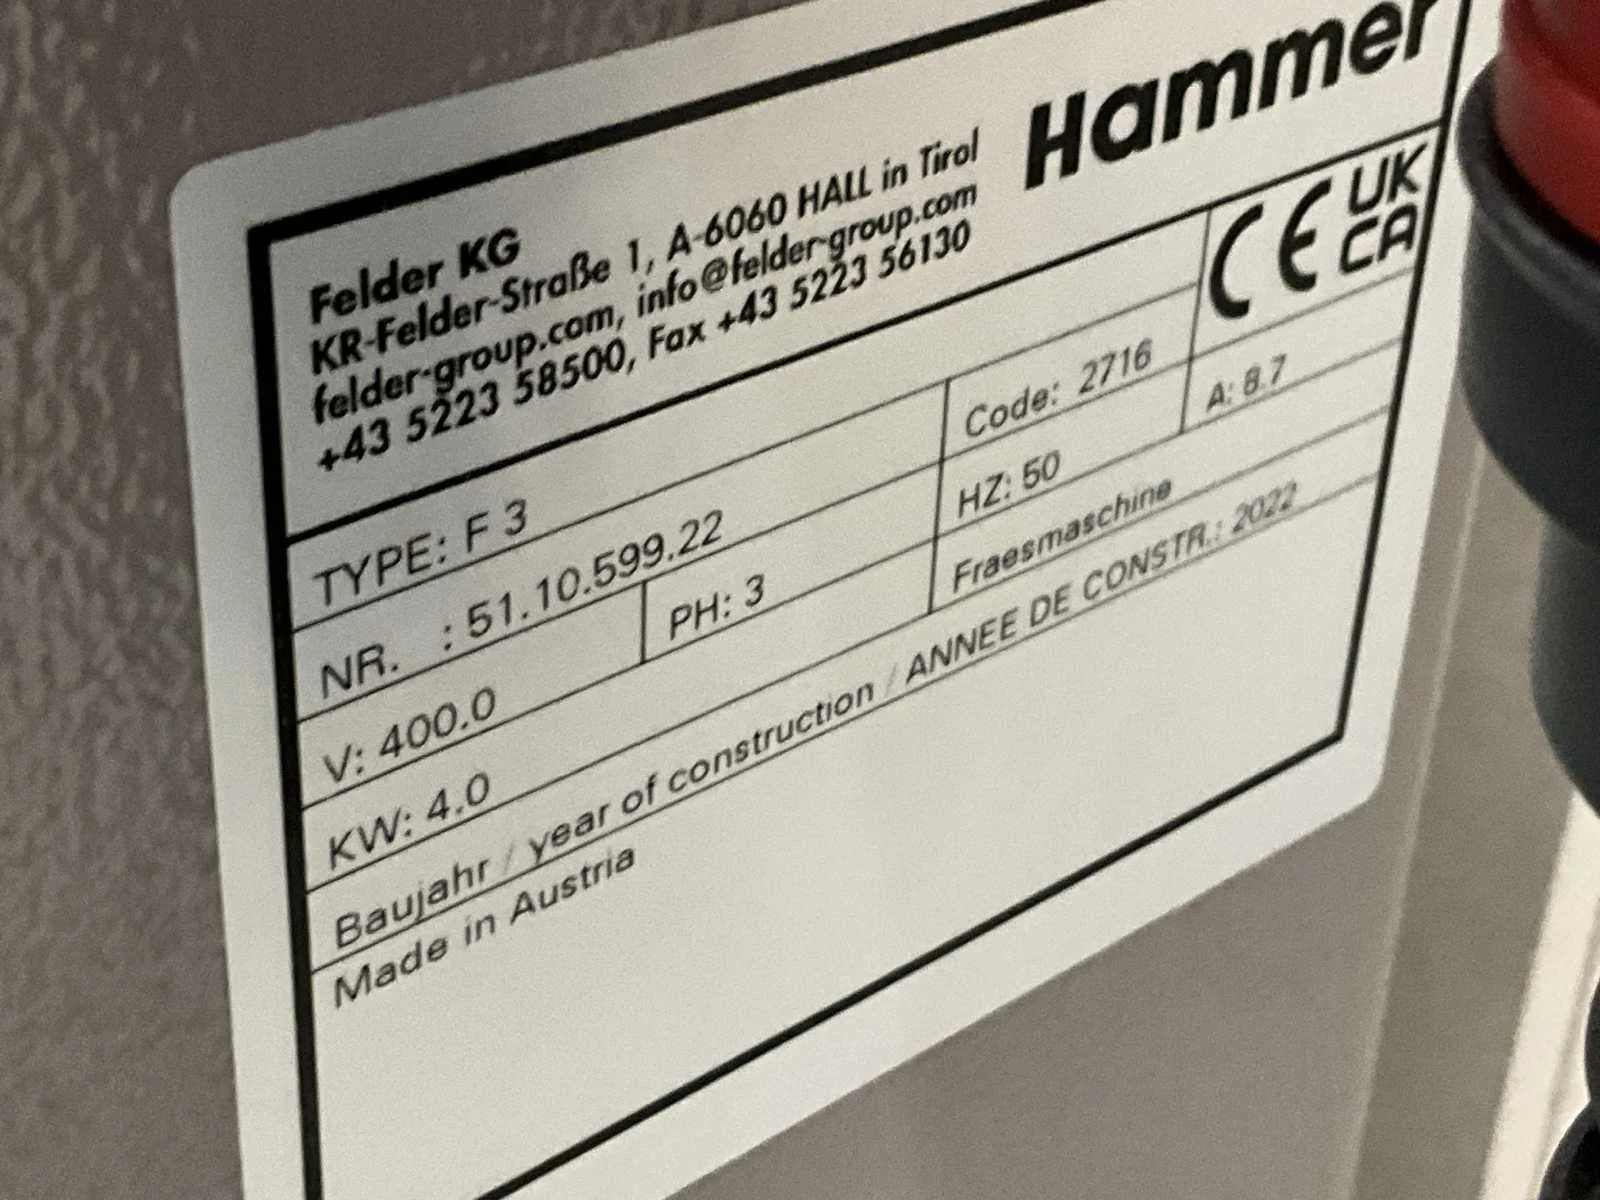 Hammer
Felder KG
KR-Felder-Straße 1, A-6060 HALL in Tirol
felder-group.com, info@felder-group.com
+43 5223 58500, Fax +43 5223 56130
CE UK
CA
TYPE: F 3
Code: 2716
NR. : 51.10.599.22
HZ: 50
A: 8.7
V: 400.0
PH: 3
Fraesmaschine
KW: 4.0
Baujahr / year of construction / ANNEE DE CONSTR.: 2022
Made in Austria